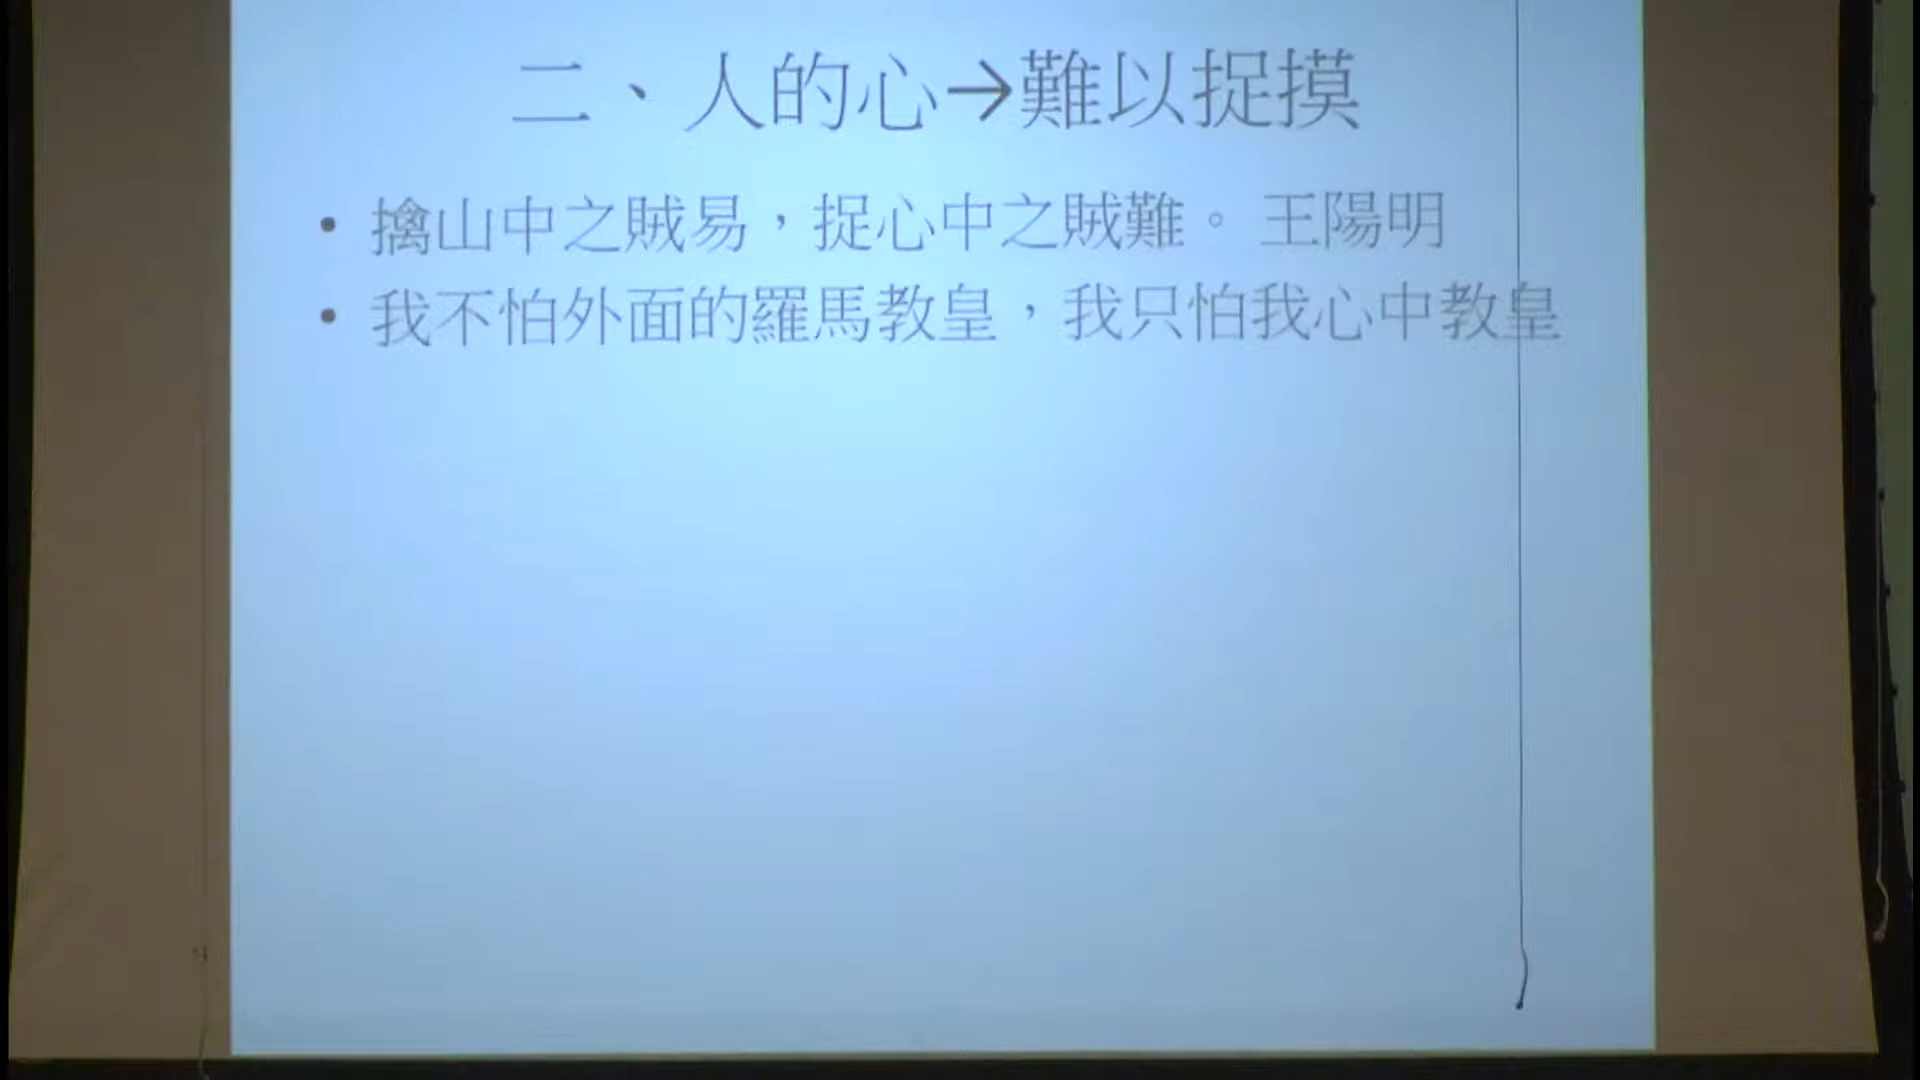 二、人的心→難以捉摸
• 擒山中之賊易，捉心中之賊難。 王陽明
• 我不怕外面的羅馬教皇，我只怕我心中教皇